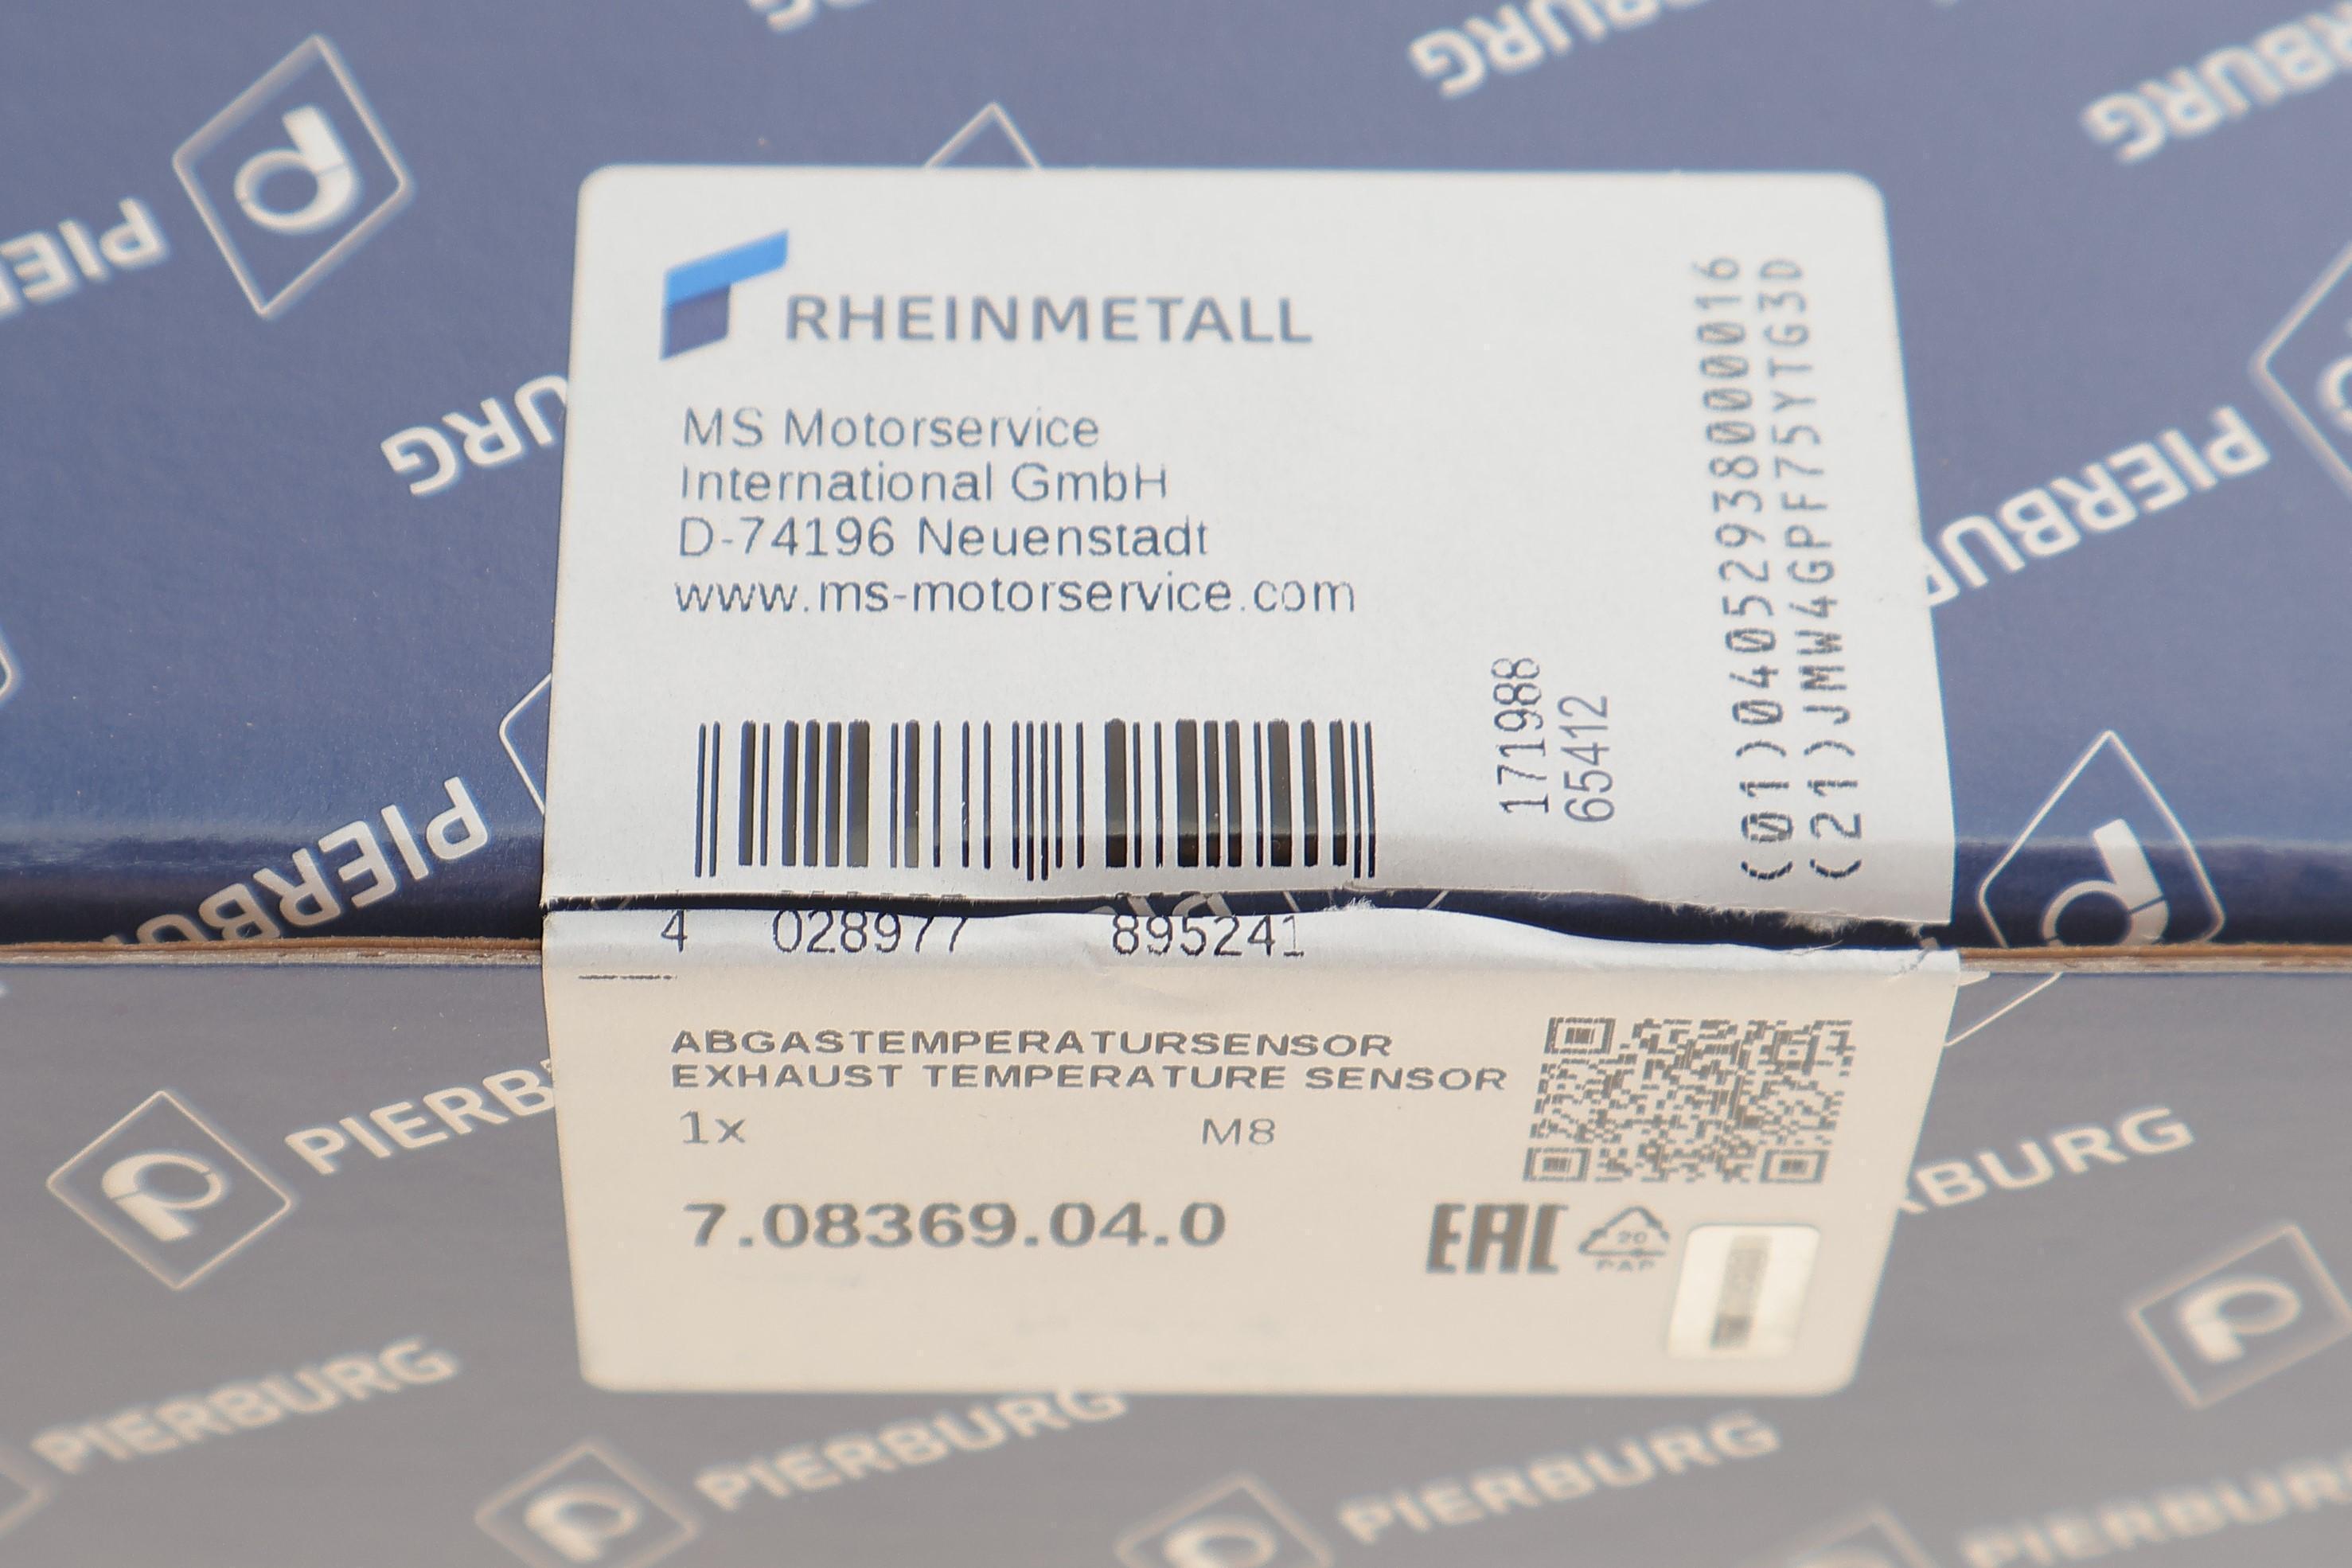 RHEINMETALL
MS Motorservice
International GmbH
D-74196 Neuenstadt
www.ms-motorservice.com
171988
65412
(01)04052938000016
(21)JMW4GPF75YTG3D
4 028977 895241
ABGASTEMPERATURSENSOR
EXHAUST TEMPERATURE SENSOR
1x M8
7.08369.04.0
EAC
20
PAP
PIERBURG
PIERBURG
PIERBURG
PIERBURG
PIERBURG